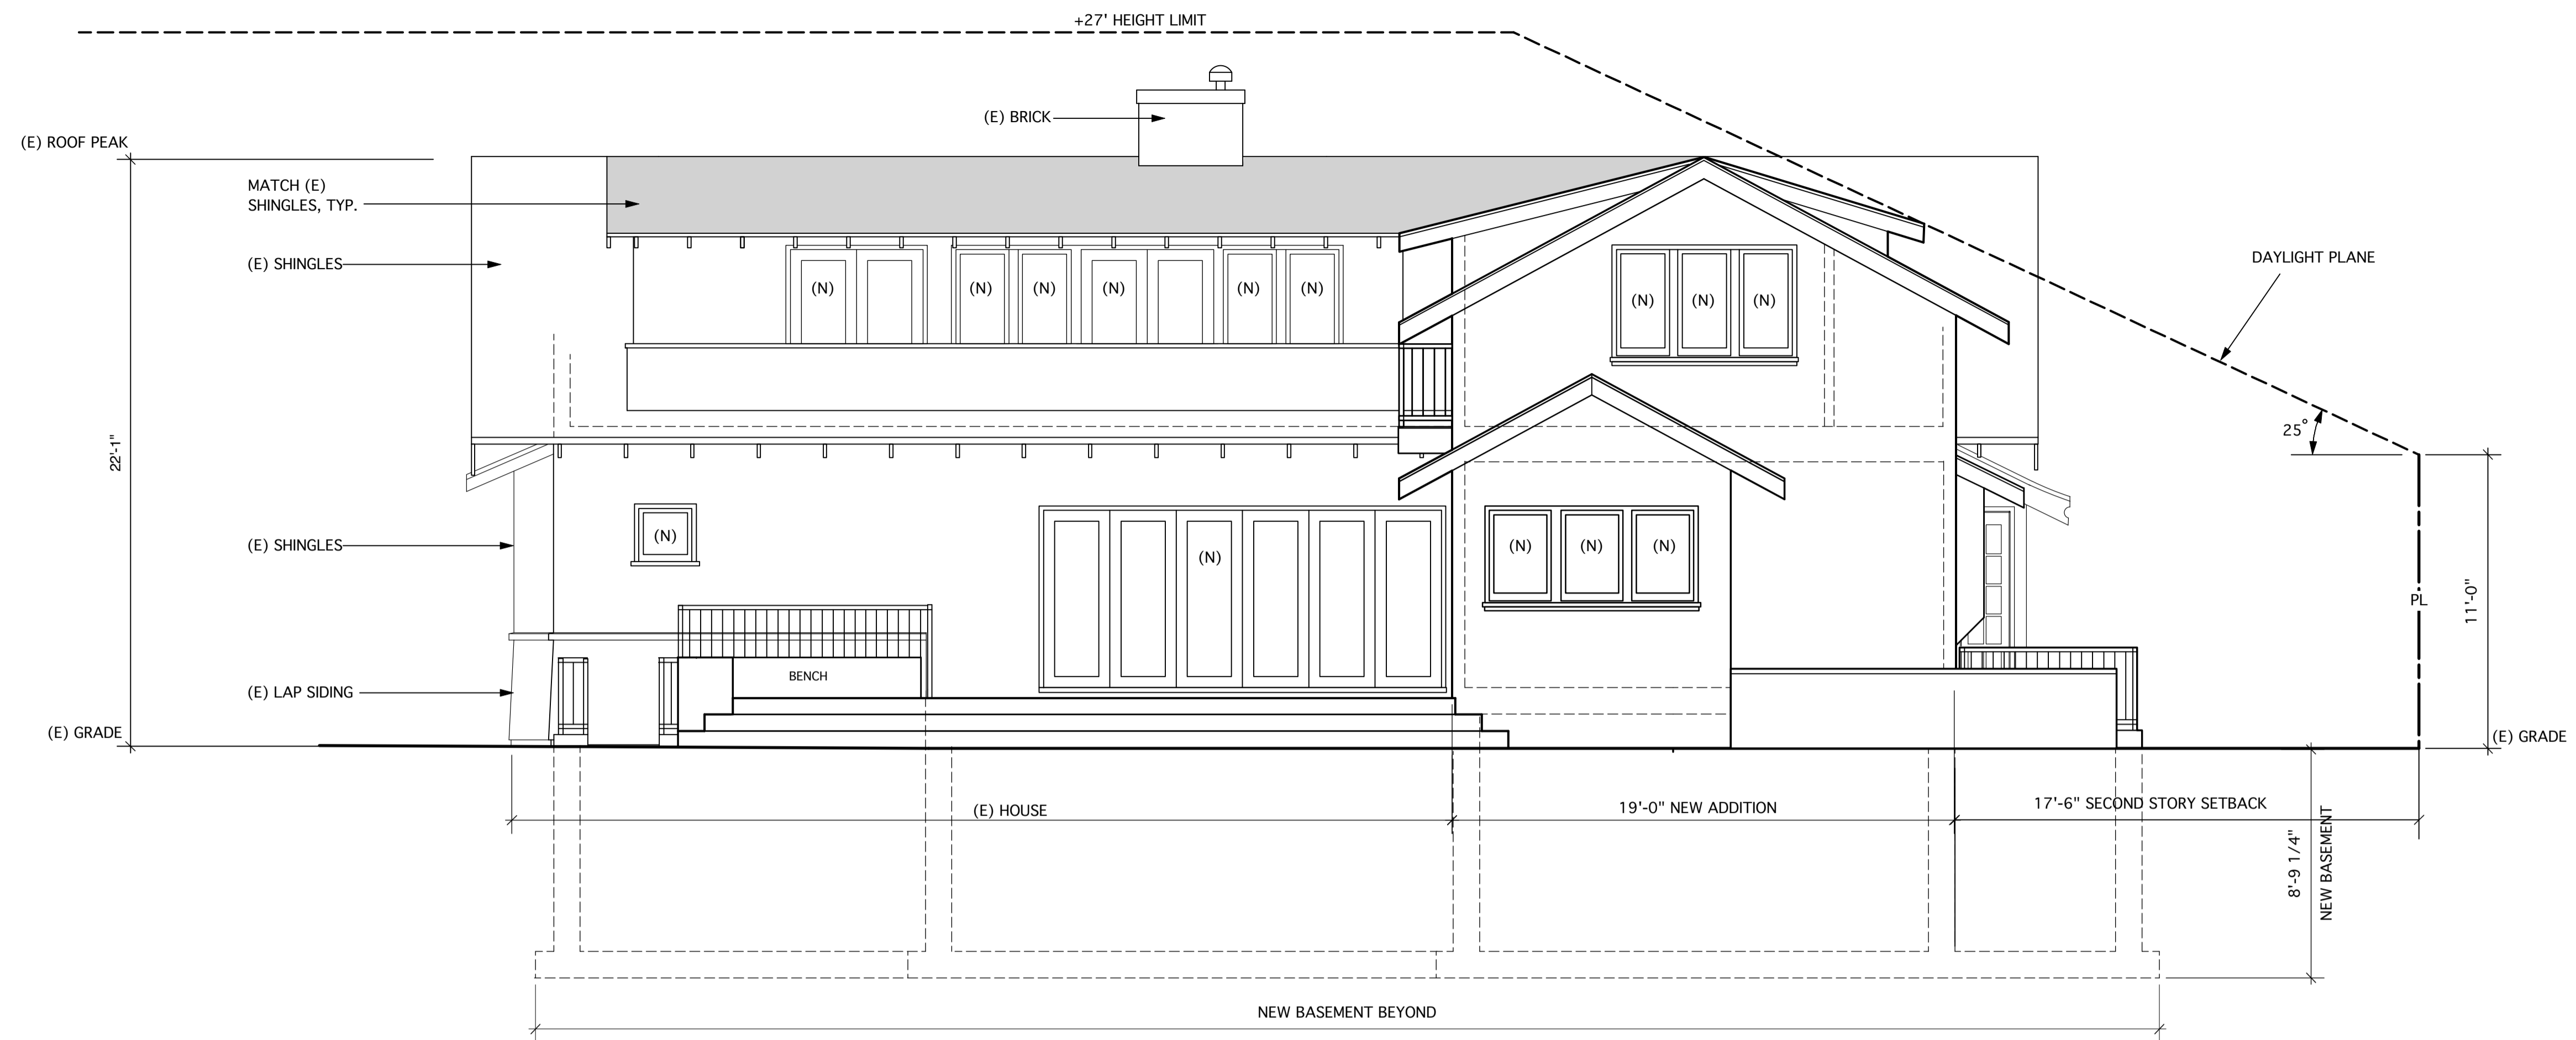 +27' HEIGHT LIMIT
(E) BRICK
(E) ROOF PEAK
MATCH (E)
SHINGLES, TYP.
(E) SHINGLES
DAYLIGHT PLANE
(N) (N) (N) (N) (N) (N)
(N) (N) (N)
22'-1"
25°
(E) SHINGLES
(N)
(N)
(N) (N) (N)
PL
11'-0"
BENCH
(E) LAP SIDING
(E) GRADE
(E) GRADE
(E) HOUSE
19'-0" NEW ADDITION
17'-6" SECOND STORY SETBACK
8'-9 1/4"
NEW BASEMENT
NEW BASEMENT BEYOND